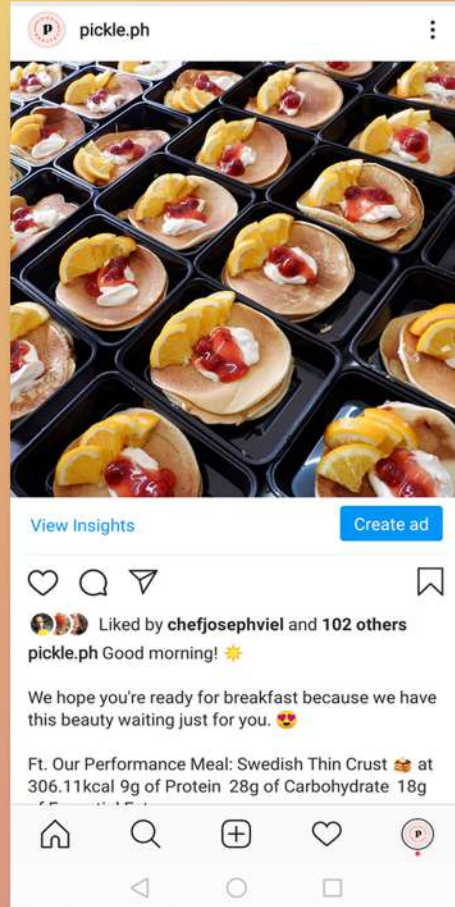 pickle.ph
View Insights
Create ad
Liked by chefjosephviel and 102 others
pickle.ph Good morning! ☀️
We hope you're ready for breakfast because we have
this beauty waiting just for you. 😍
Ft. Our Performance Meal: Swedish Thin Crust 🥞 at
306.11kcal 9g of Protein 28g of Carbohydrate 18g